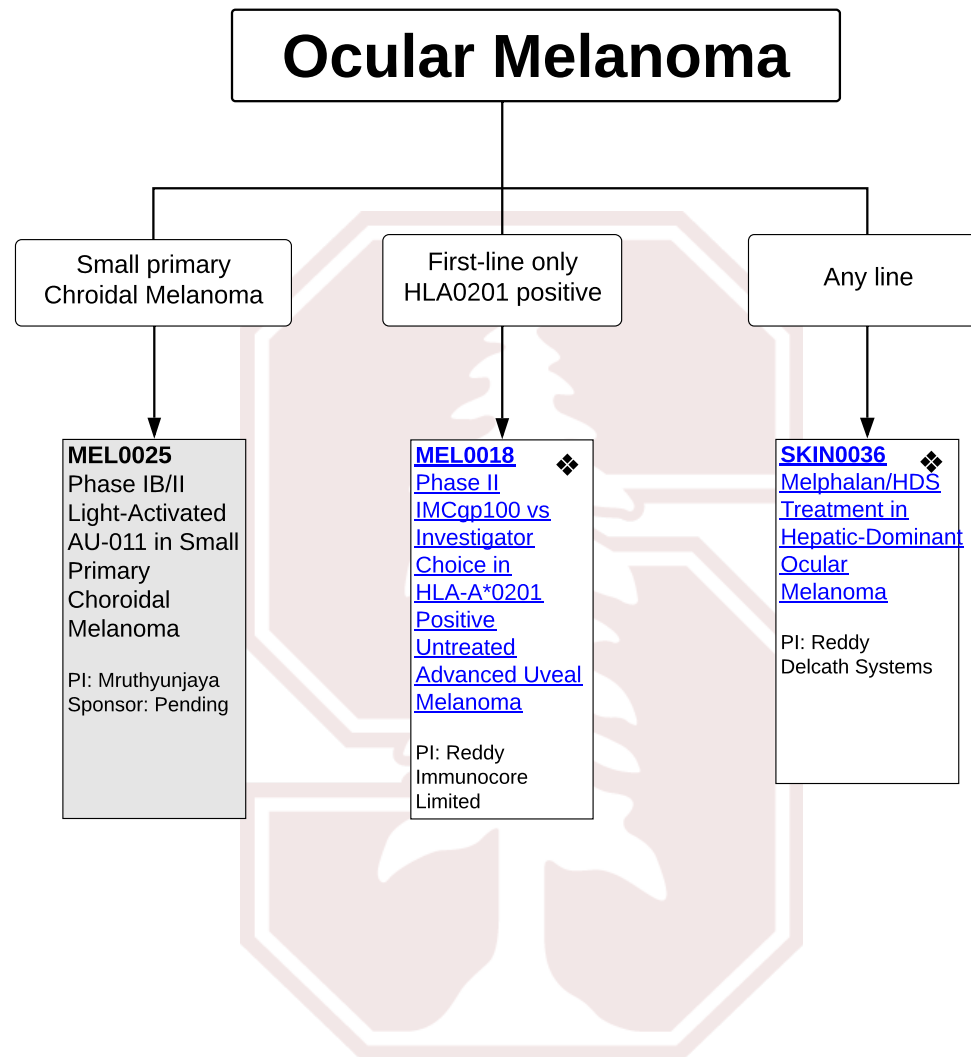 Ocular Melanoma
Small primary
Chroidal Melanoma
First-line only
HLA0201 positive
Any line
MEL0025
Phase IB/II
Light-Activated
AU-011 in Small
Primary
Choroidal
Melanoma
PI: Mruthyunjaya
Sponsor: Pending
MEL0018
Phase II
IMCgp100 vs
Investigator
Choice in
HLA-A*0201
Positive
Untreated
Advanced Uveal
Melanoma
PI: Reddy
Immunocore
Limited
SKIN0036
Melphalan/HDS
Treatment in
Hepatic-Dominant
Ocular
Melanoma
PI: Reddy
Delcath Systems